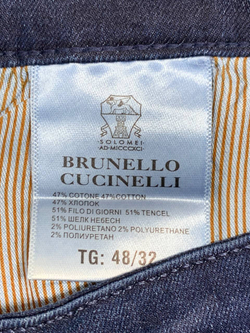 ·SOLOMEI·
·AD·MCCCXCI·
BRUNELLO
CUCINELLI
47% COTONE 47%COTTON
47% ХЛОПОК
51% FILO DI GIORNI 51% TENCEL
51% ШЕЛК НЕБЕСН
2% POLIURETANO 2% POLYURETHANE
2% ПОЛИУРЕТАН
TG: 48/32